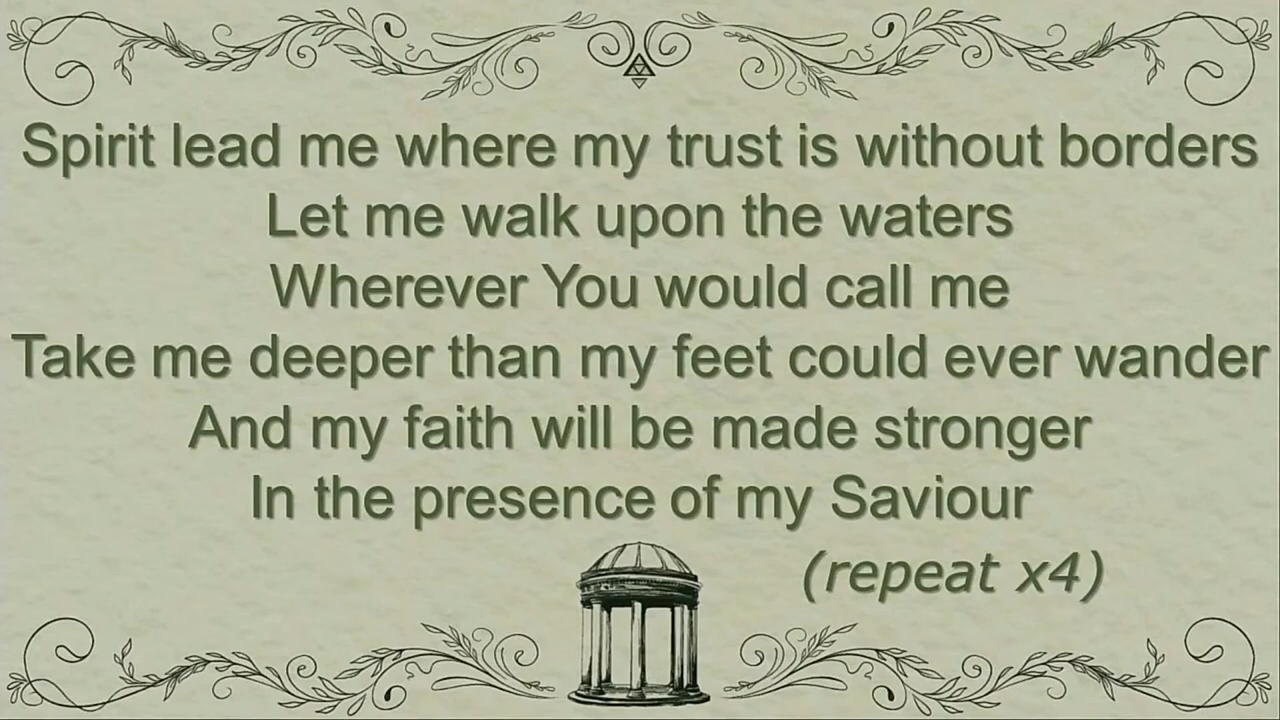 Spirit lead me where my trust is without borders
Let me walk upon the waters
Wherever You would call me
Take me deeper than my feet could ever wander
And my faith will be made stronger
In the presence of my Saviour
(repeat x4)